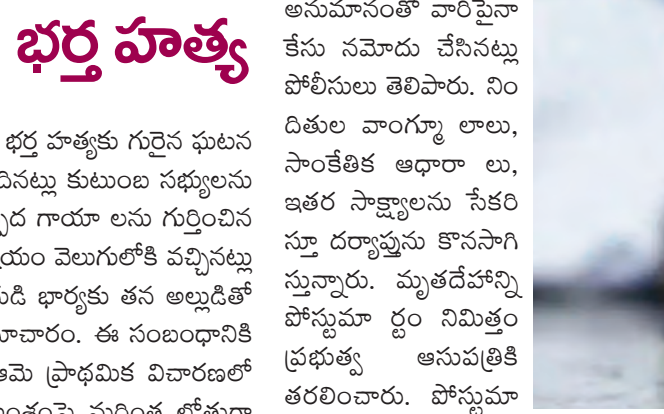 భర్త హత్య
భర్త హత్యకు గురైన ఘటన
కుటుంబ సభ్యులను
గాయా లను గుర్తించిన
వెలుగులోకి వచ్చినట్లు
భార్యకు తన అల్లుడితో
ఈ సంబంధానికి
ఆమె ప్రాథమిక విచారణలో
మరింత లోతుగా
అనుమానంతో వారిపైనా
కేసు నమోదు చేసినట్లు
పోలీసులు తెలిపారు. నిం
దితుల వాంగ్మూ లాలు,
సాంకేతిక ఆధారా లు,
ఇతర సాక్ష్యాలను సేకరి
స్తూ దర్యాప్తును కొనసాగి
స్తున్నారు. మృతదేహాన్ని
పోస్టుమా ర్టం నిమిత్తం
ప్రభుత్వ ఆసుపత్రికి
తరలించారు. పోస్టుమా